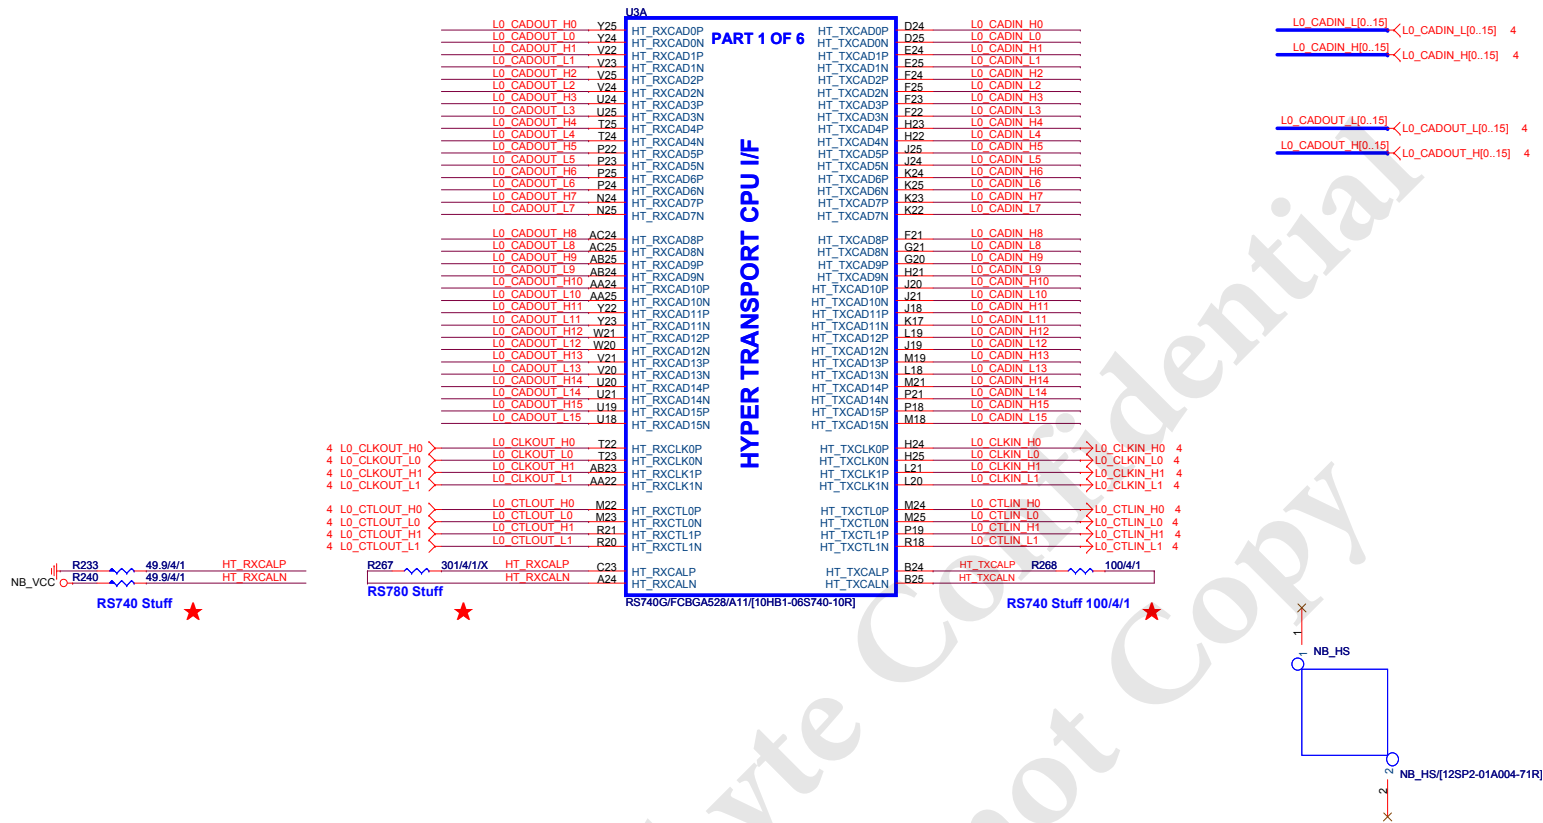 U3A
PART 1 OF 6
HYPER TRANSPORT CPU I/F
L0_CADOUT_H0 Y25 HT_RXCAD0P HT_TXCAD0P D24 L0_CADIN_H0
L0_CADOUT_L0 Y24 HT_RXCAD0N HT_TXCAD0N D25 L0_CADIN_L0
L0_CADOUT_H1 V22 HT_RXCAD1P HT_TXCAD1P E24 L0_CADIN_H1
L0_CADOUT_L1 V23 HT_RXCAD1N HT_TXCAD1N E25 L0_CADIN_L1
L0_CADOUT_H2 V25 HT_RXCAD2P HT_TXCAD2P F24 L0_CADIN_H2
L0_CADOUT_L2 V24 HT_RXCAD2N HT_TXCAD2N F25 L0_CADIN_L2
L0_CADOUT_H3 U24 HT_RXCAD3P HT_TXCAD3P F23 L0_CADIN_H3
L0_CADOUT_L3 U25 HT_RXCAD3N HT_TXCAD3N F22 L0_CADIN_L3
L0_CADOUT_H4 T25 HT_RXCAD4P HT_TXCAD4P H23 L0_CADIN_H4
L0_CADOUT_L4 T24 HT_RXCAD4N HT_TXCAD4N H22 L0_CADIN_L4
L0_CADOUT_H5 P22 HT_RXCAD5P HT_TXCAD5P J25 L0_CADIN_H5
L0_CADOUT_L5 P23 HT_RXCAD5N HT_TXCAD5N J24 L0_CADIN_L5
L0_CADOUT_H6 P25 HT_RXCAD6P HT_TXCAD6P K24 L0_CADIN_H6
L0_CADOUT_L6 P24 HT_RXCAD6N HT_TXCAD6N K25 L0_CADIN_L6
L0_CADOUT_H7 N24 HT_RXCAD7P HT_TXCAD7P K23 L0_CADIN_H7
L0_CADOUT_L7 N25 HT_RXCAD7N HT_TXCAD7N K22 L0_CADIN_L7
L0_CADOUT_H8 AC24 HT_RXCAD8P HT_TXCAD8P F21 L0_CADIN_H8
L0_CADOUT_L8 AC25 HT_RXCAD8N HT_TXCAD8N G21 L0_CADIN_L8
L0_CADOUT_H9 AB25 HT_RXCAD9P HT_TXCAD9P G20 L0_CADIN_H9
L0_CADOUT_L9 AB24 HT_RXCAD9N HT_TXCAD9N H21 L0_CADIN_L9
L0_CADOUT_H10 AA24 HT_RXCAD10P HT_TXCAD10P J20 L0_CADIN_H10
L0_CADOUT_L10 AA25 HT_RXCAD10N HT_TXCAD10N J21 L0_CADIN_L10
L0_CADOUT_H11 Y22 HT_RXCAD11P HT_TXCAD11P J18 L0_CADIN_H11
L0_CADOUT_L11 Y23 HT_RXCAD11N HT_TXCAD11N K17 L0_CADIN_L11
L0_CADOUT_H12 W21 HT_RXCAD12P HT_TXCAD12P L19 L0_CADIN_H12
L0_CADOUT_L12 W20 HT_RXCAD12N HT_TXCAD12N J19 L0_CADIN_L12
L0_CADOUT_H13 V21 HT_RXCAD13P HT_TXCAD13P M19 L0_CADIN_H13
L0_CADOUT_L13 V20 HT_RXCAD13N HT_TXCAD13N L18 L0_CADIN_L13
L0_CADOUT_H14 U20 HT_RXCAD14P HT_TXCAD14P M21 L0_CADIN_H14
L0_CADOUT_L14 U21 HT_RXCAD14N HT_TXCAD14N P21 L0_CADIN_L14
L0_CADOUT_H15 U19 HT_RXCAD15P HT_TXCAD15P P18 L0_CADIN_H15
L0_CADOUT_L15 U18 HT_RXCAD15N HT_TXCAD15N M18 L0_CADIN_L15
4 L0_CLKOUT_H0 L0_CLKOUT_H0 T22 HT_RXCLK0P HT_TXCLK0P H24 L0_CLKIN_H0 L0_CLKIN_H0 4
4 L0_CLKOUT_L0 L0_CLKOUT_L0 T23 HT_RXCLK0N HT_TXCLK0N H25 L0_CLKIN_L0 L0_CLKIN_L0 4
4 L0_CLKOUT_H1 L0_CLKOUT_H1 AB23 HT_RXCLK1P HT_TXCLK1P L21 L0_CLKIN_H1 L0_CLKIN_H1 4
4 L0_CLKOUT_L1 L0_CLKOUT_L1 AA22 HT_RXCLK1N HT_TXCLK1N L20 L0_CLKIN_L1 L0_CLKIN_L1 4
4 L0_CTLOUT_H0 L0_CTLOUT_H0 M22 HT_RXCTL0P HT_TXCTL0P M24 L0_CTLIN_H0 L0_CTLIN_H0 4
4 L0_CTLOUT_L0 L0_CTLOUT_L0 M23 HT_RXCTL0N HT_TXCTL0N M25 L0_CTLIN_L0 L0_CTLIN_L0 4
4 L0_CTLOUT_H1 L0_CTLOUT_H1 R21 HT_RXCTL1P HT_TXCTL1P P19 L0_CTLIN_H1 L0_CTLIN_H1 4
4 L0_CTLOUT_L1 L0_CTLOUT_L1 R20 HT_RXCTL1N HT_TXCTL1N R18 L0_CTLIN_L1 L0_CTLIN_L1 4
R233 49.9/4/1 HT_RXCALP R267 301/4/1/X HT_RXCALP C23 HT_RXCALP HT_TXCALP B24 HT_TXCALP R268 100/4/1
NB_VCC R240 49.9/4/1 HT_RXCALN HT_RXCALN A24 HT_RXCALN HT_TXCALN B25 HT_TXCALN
RS740 Stuff RS780 Stuff RS740G/FCBGA528/A11/[10HB1-06S740-10R] RS740 Stuff 100/4/1
L0_CADIN_L[0..15] L0_CADIN_L[0..15] 4
L0_CADIN_H[0..15] L0_CADIN_H[0..15] 4
L0_CADOUT_L[0..15] L0_CADOUT_L[0..15] 4
L0_CADOUT_H[0..15] L0_CADOUT_H[0..15] 4
1
1 NB_HS
2 NB_HS/[12SP2-01A004-71R]
2
yte Confidential
not Copy